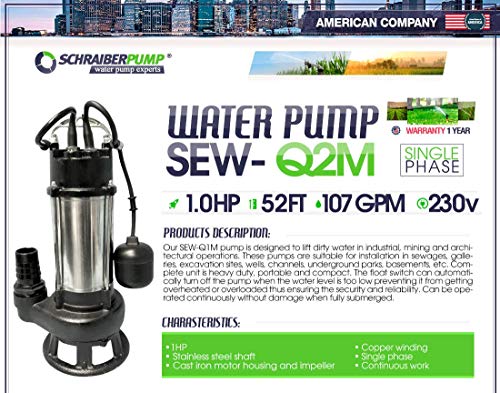 AMERICAN COMPANY
SCHRAIBERPUMP®
water pump experts
WATER PUMP
SEW- Q2M
WARRANTY 1 YEAR
SINGLE
PHASE
1.0HP 52FT 107 GPM 230v
PRODUCTS DESCRIPTION:
Our SEW-Q1M pump is designed to lift dirty water in industrial, mining and archi-
tectural operations. These pumps are suitable for installation in sewages, galle-
ries, excavation sites, wells, channels, underground parks, basements, etc. Com-
plete unit is heavy duty, portable and compact. The float switch can automati-
cally turn off the pump when the water level is too low preventing it from getting
overheated or overloaded thus ensuring the security and reliability. Can be ope-
rated continuously without damage when fully submerged.
CHARASTERISTICS:
•1HP
•Stainless steel shaft
•Cast iron motor housing and impeller
•Copper winding
•Single phase
•Continuous work